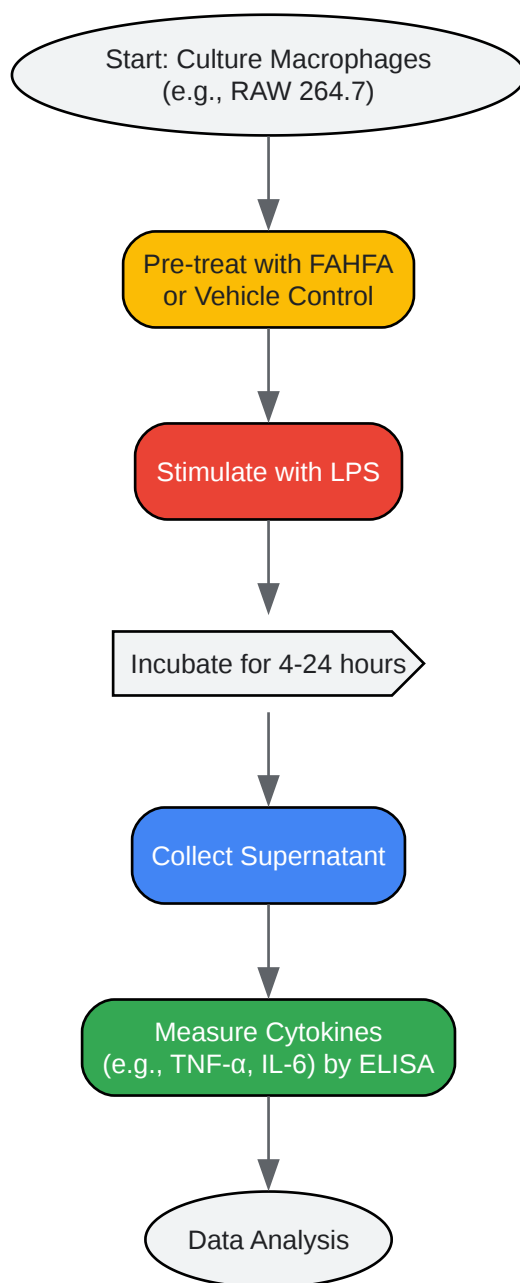 Start: Culture Macrophages
(e.g., RAW 264.7)
Pre-treat with FAHFA
or Vehicle Control
Stimulate with LPS
Incubate for 4-24 hours
Collect Supernatant
Measure Cytokines
(e.g., TNF-α, IL-6) by ELISA
Data Analysis